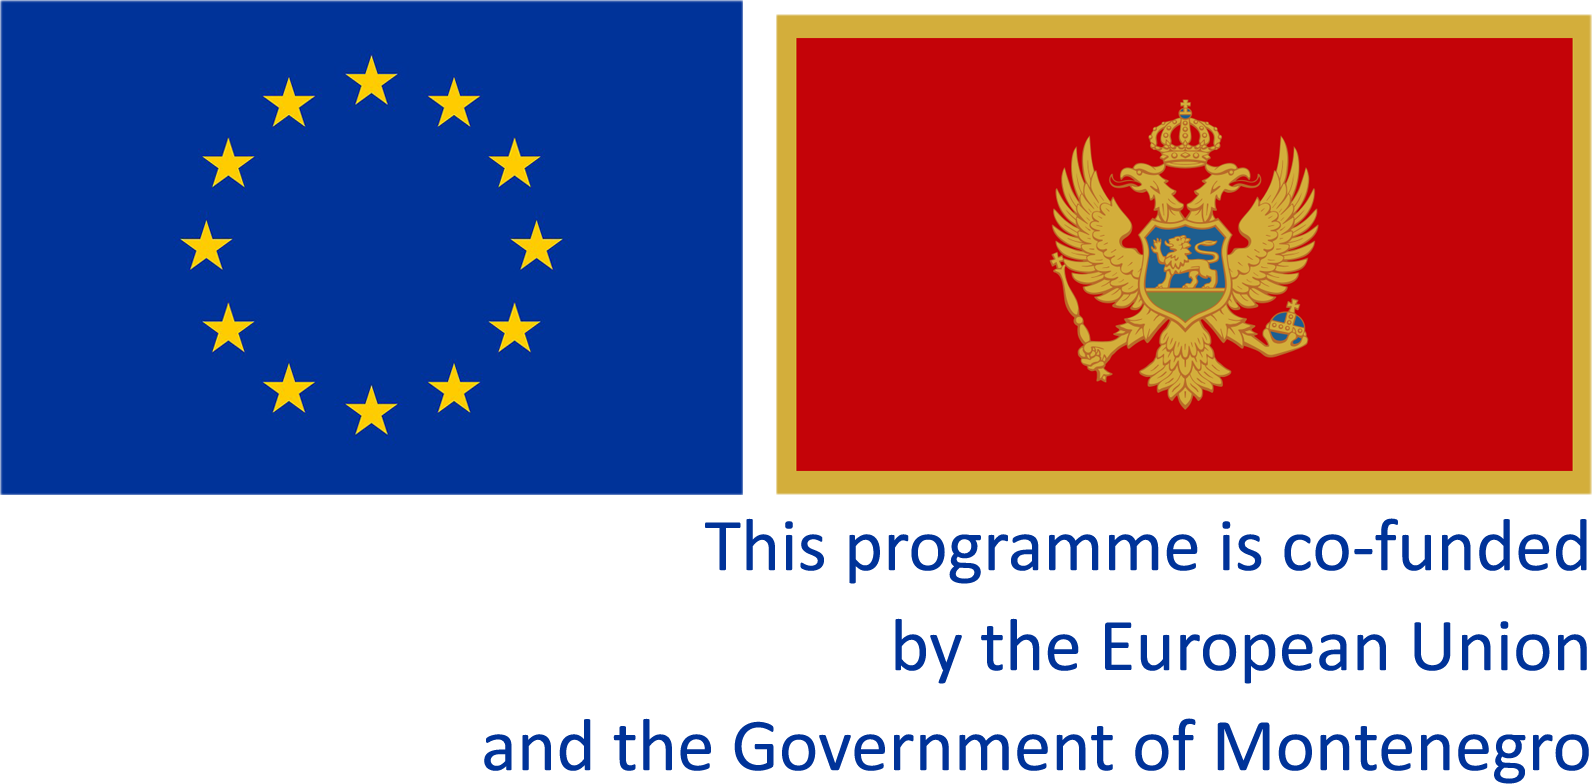 This programme is co-funded
by the European Union
and the Government of Montenegro